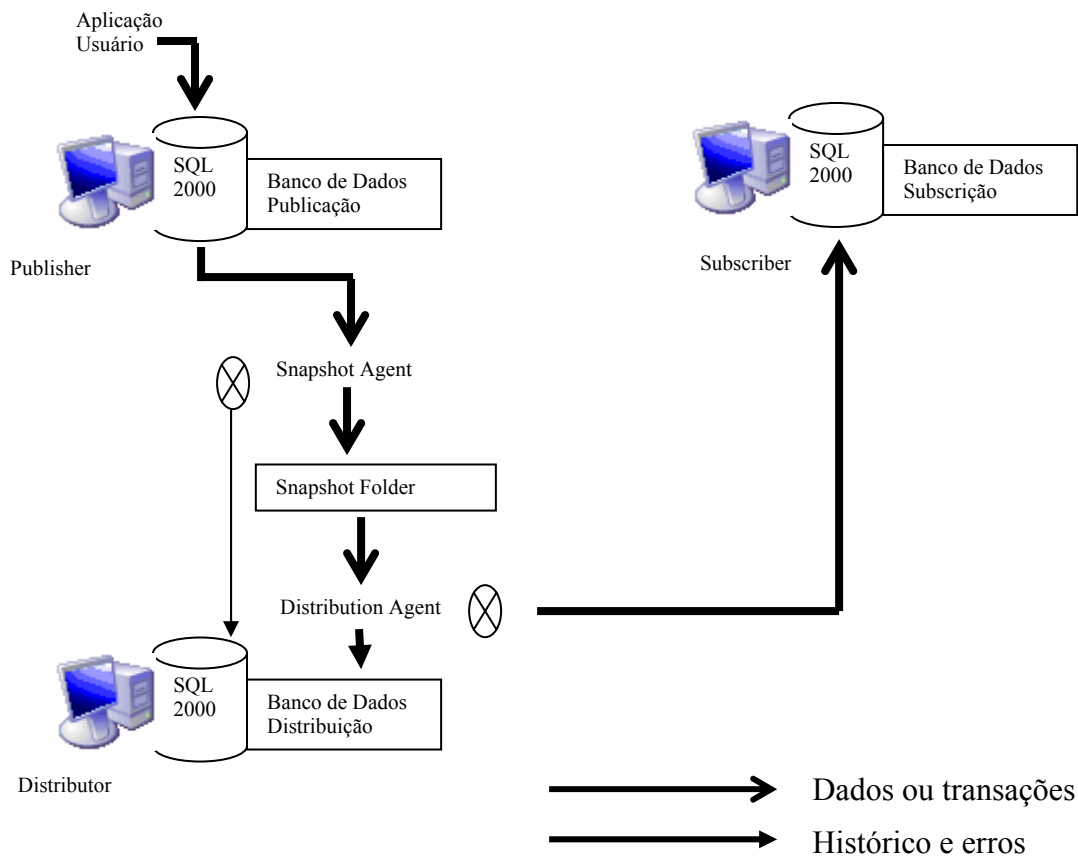 Aplicação
Usuário
SQL
2000
Banco de Dados
Publicação
Publisher
SQL
2000
Banco de Dados
Subscrição
Subscriber
Snapshot Agent
Snapshot Folder
Distribution Agent
SQL
2000
Banco de Dados
Distribuição
Distributor
Dados ou transações
Histórico e erros